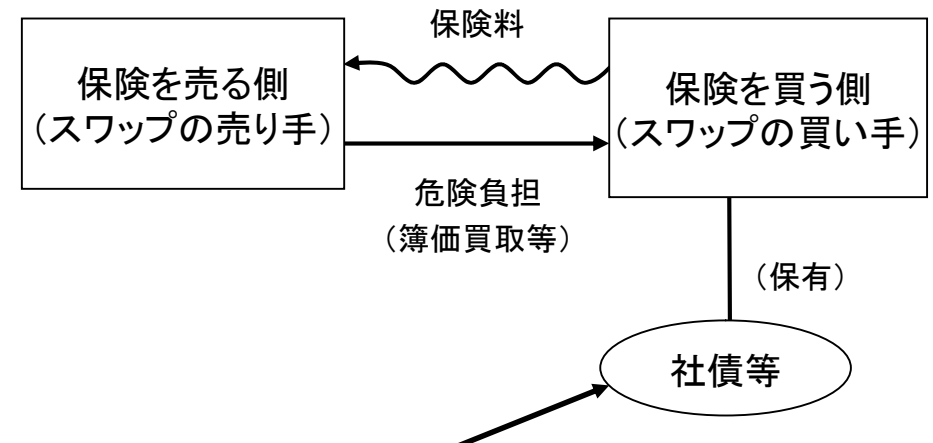 保険料
保険を売る側
（スワップの売り手）
保険を買う側
（スワップの買い手）
危険負担
（簿価買取等）
（保有）
社債等